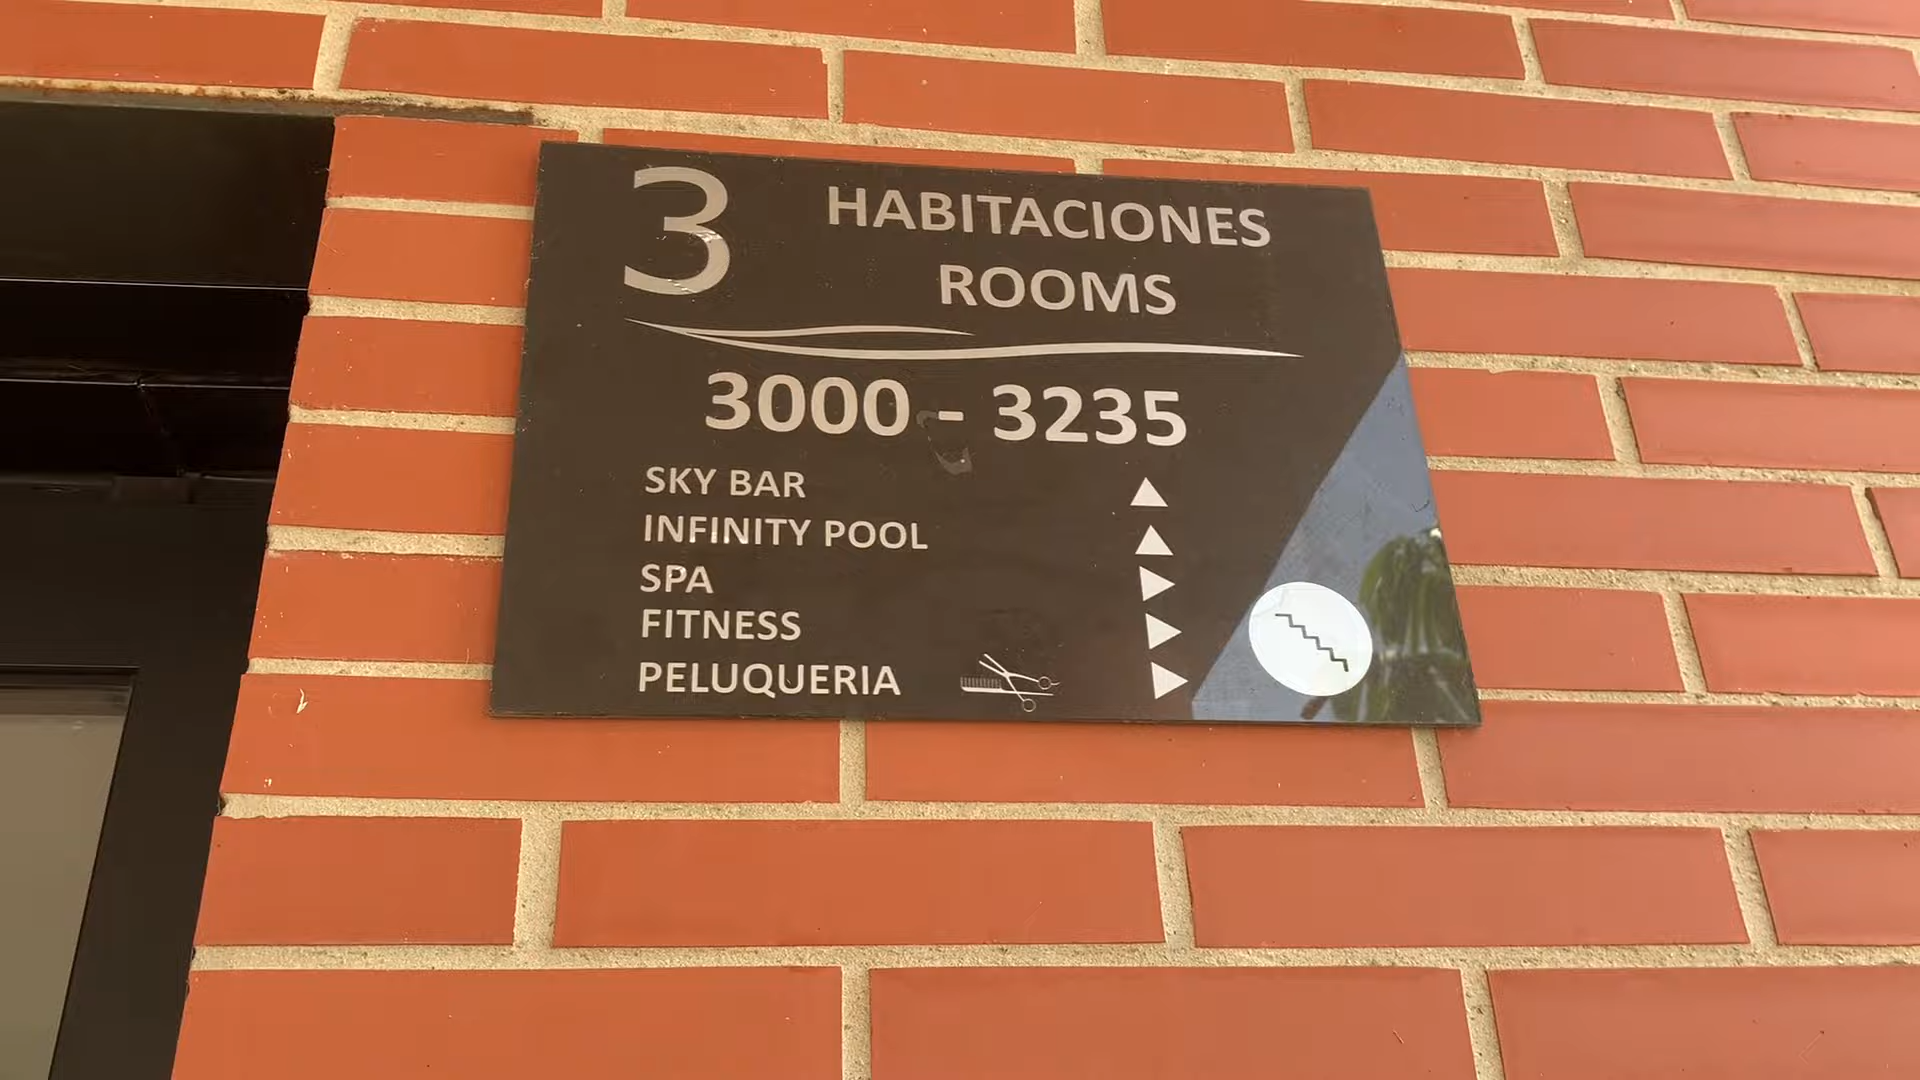 3
HABITACIONES
ROOMS
3000 - 3235
SKY BAR ▲
INFINITY POOL ▲
SPA ▶
FITNESS ▶
PELUQUERIA ▶